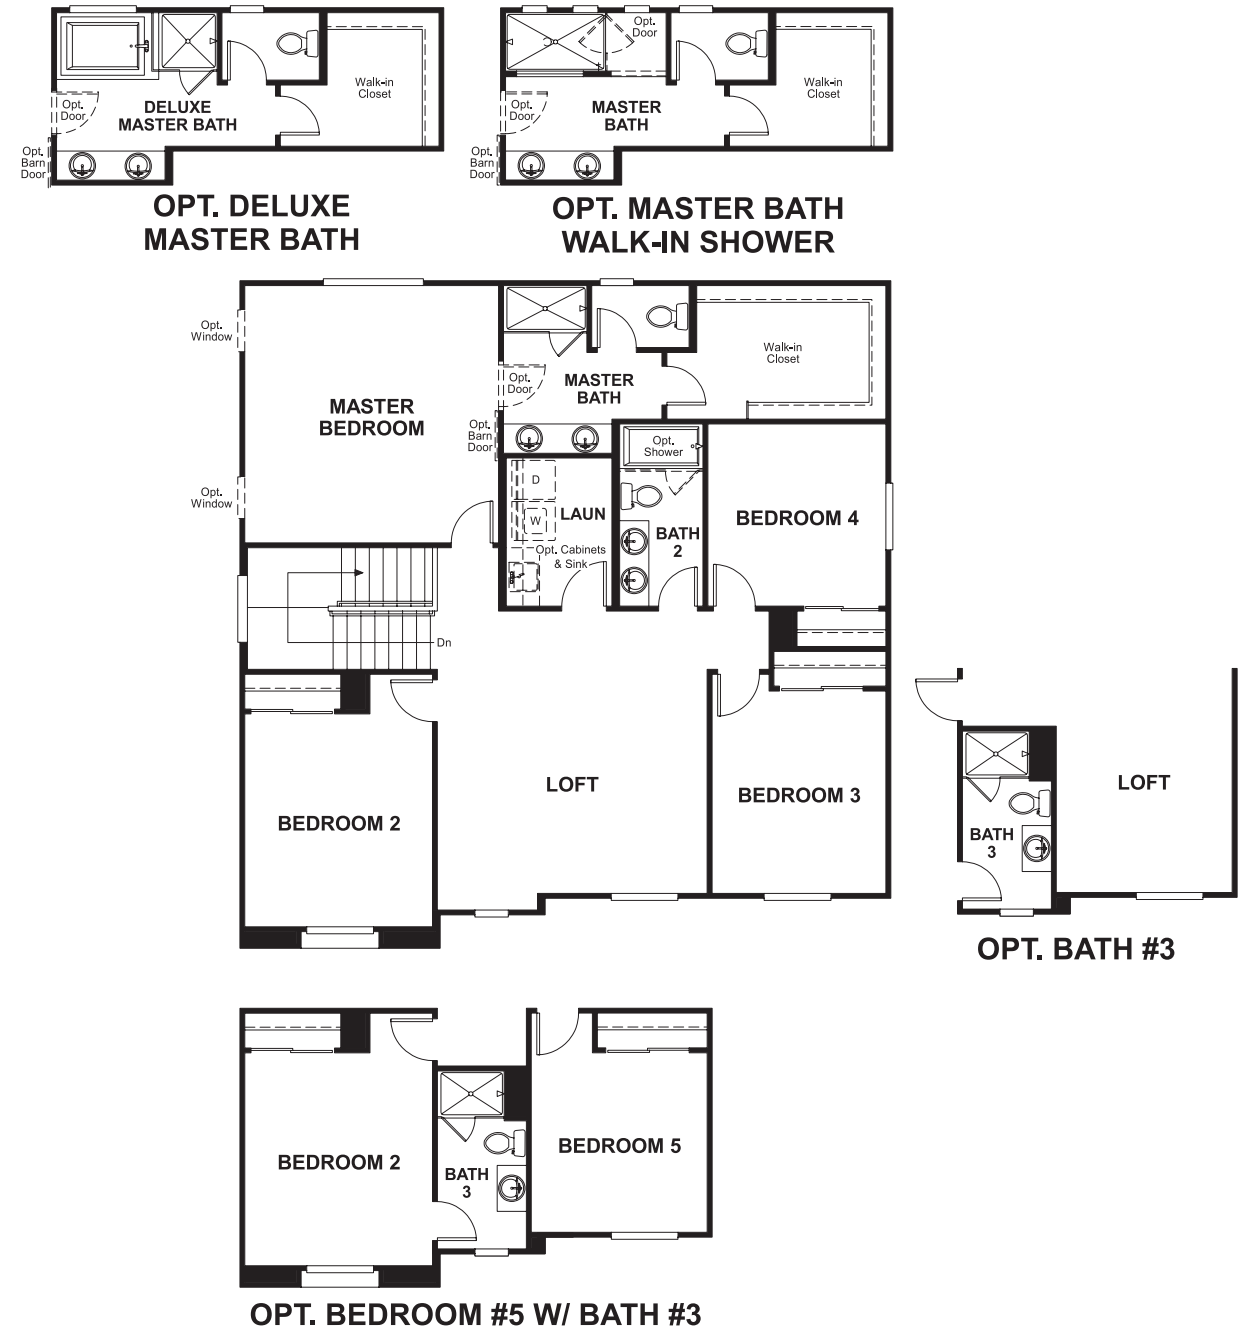 Opt.
Door
DELUXE
MASTER BATH
Walk-in
Closet
Opt.
Barn
Door
OPT. DELUXE
MASTER BATH
Opt.
Door
Opt.
Door
MASTER
BATH
Walk-in
Closet
Opt.
Barn
Door
OPT. MASTER BATH
WALK-IN SHOWER
Opt.
Window
MASTER
BEDROOM
Opt.
Window
Opt.
Door
MASTER
BATH
Walk-in
Closet
Opt.
Barn
Door
Opt.
Shower
D
W
LAUN
Opt. Cabinets
& Sink
BATH
2
BEDROOM 4
Dn
BEDROOM 2
LOFT
BEDROOM 3
LOFT
BATH
3
OPT. BATH #3
BEDROOM 2
BATH
3
BEDROOM 5
OPT. BEDROOM #5 W/ BATH #3